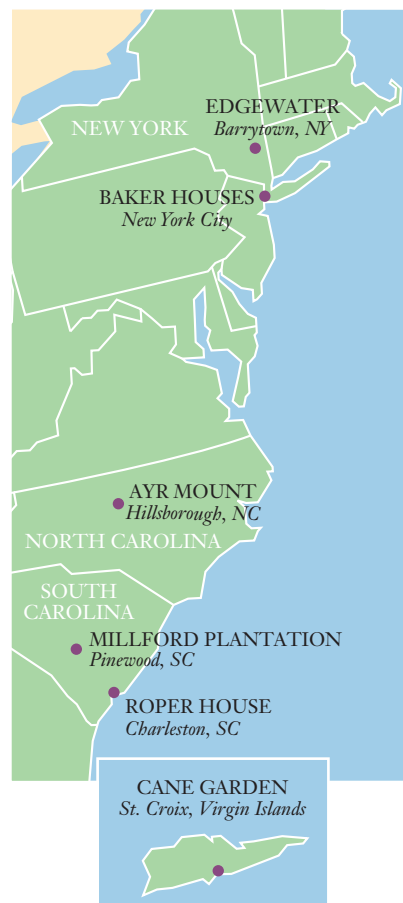 EDGEWATER
Barrytown, NY
NEW YORK
BAKER HOUSES
New York City
AYR MOUNT
Hillsborough, NC
NORTH CAROLINA
SOUTH
CAROLINA
MILLFORD PLANTATION
Pinewood, SC
ROPER HOUSE
Charleston, SC
CANE GARDEN
St. Croix, Virgin Islands